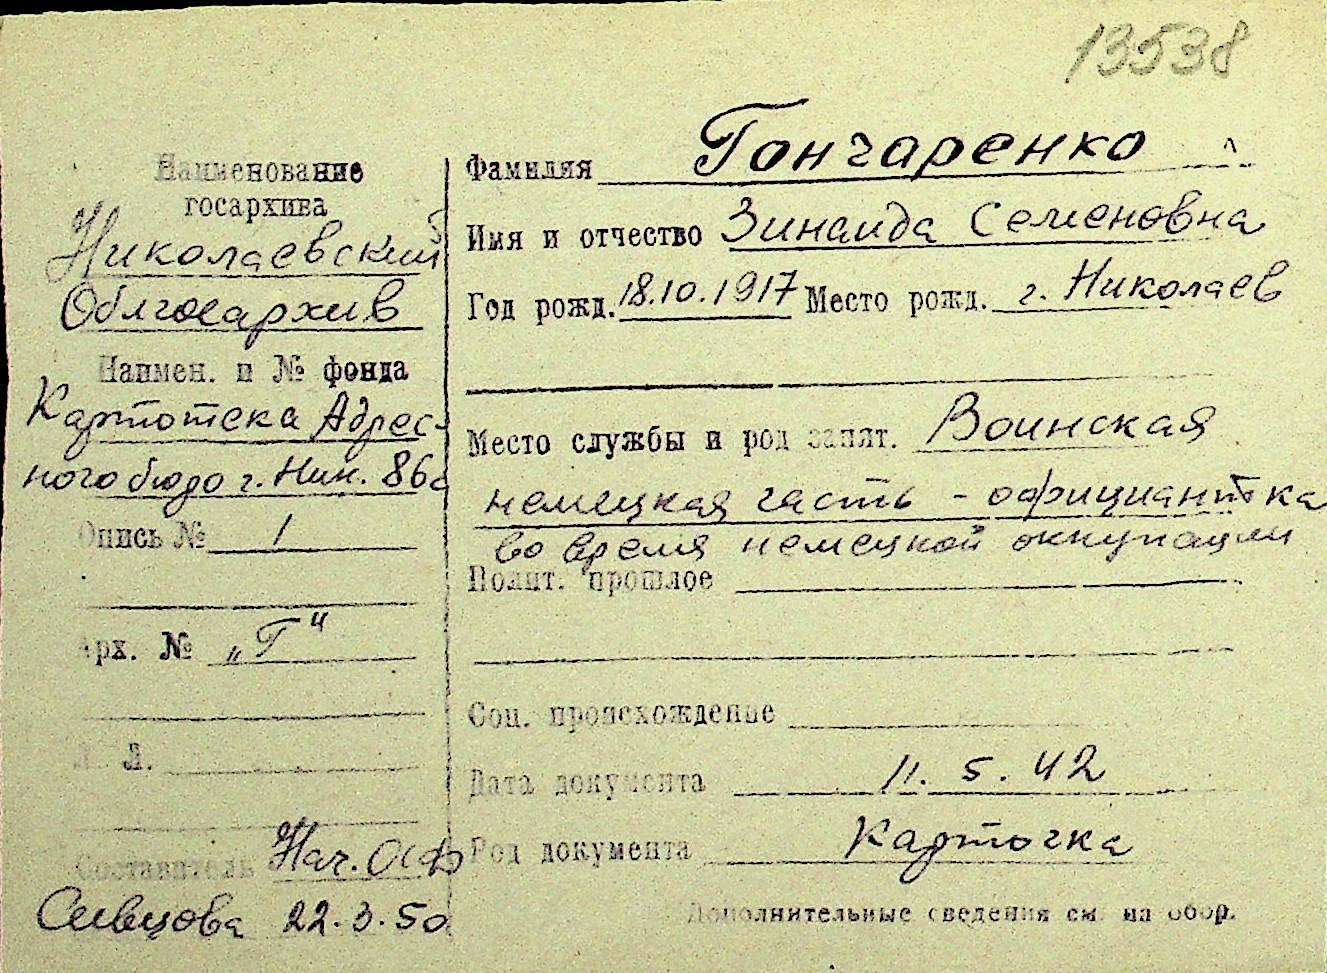 13538
Наименование
госархива
Николаевский
Облгосархив
Наимен. и № фонда
Картотека Адрес-
ного бюро г. Ник. 86с
Опись № 1
Арх. № „Г“
Л. Л.
Составитель Нач. ОСФ
Сивцова 22.3.50
Фамилия Гончаренко
Имя и отчество Зинаида Семеновна
Год рожд. 18.10.1917 Место рожд. г. Николаев
Место службы и род занят. Воинская
немецкая часть - официантка
во время немецкой оккупации
Полит. прошлое
Соц. происхождение
Дата документа 11.5.42
Род документа Карточка
Дополнительные сведения см. на обор.